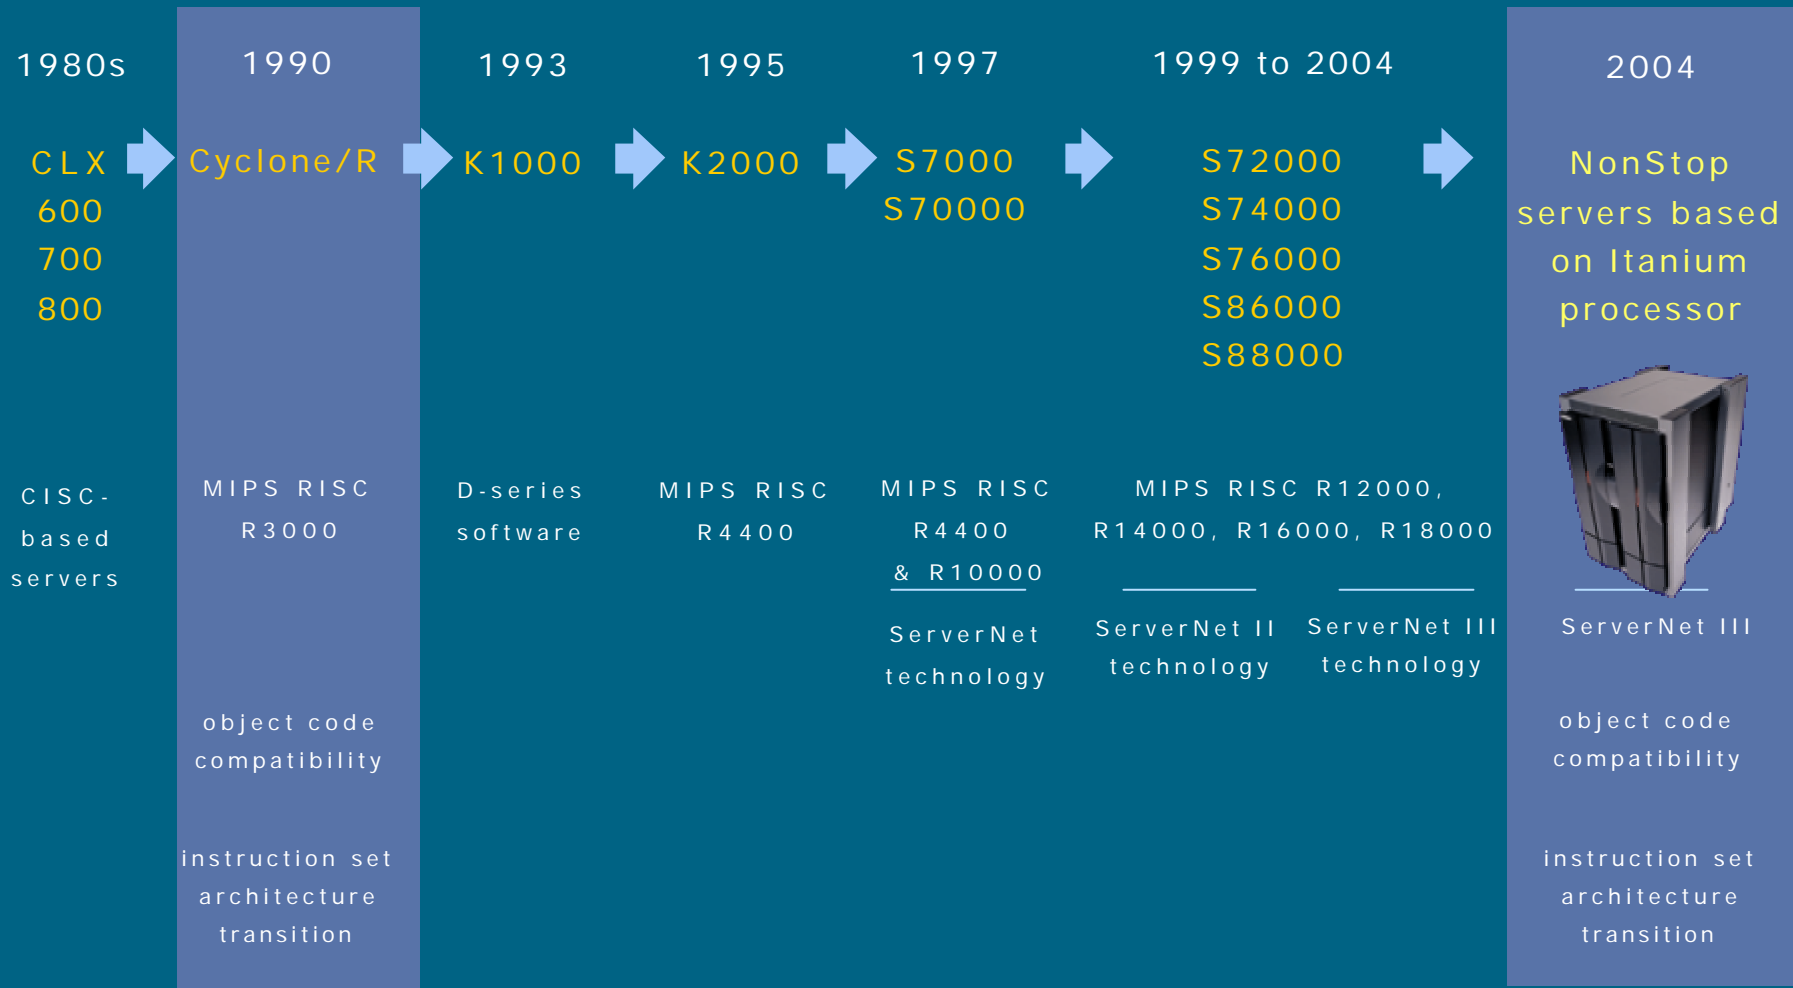 1980s
CLX
600
700
800
CISC-
based
servers
1990
Cyclone/R
MIPS RISC
R3000
object code
compatibility
instruction set
architecture
transition
1993
K1000
D-series
software
1995
K2000
MIPS RISC
R4400
1997
S7000
S70000
MIPS RISC
R4400
& R10000
ServerNet
technology
1999 to 2004
S72000
S74000
S76000
S86000
S88000
MIPS RISC R12000,
R14000, R16000, R18000
ServerNet II
technology
ServerNet III
technology
2004
NonStop
servers based
on Itanium
processor
ServerNet III
object code
compatibility
instruction set
architecture
transition